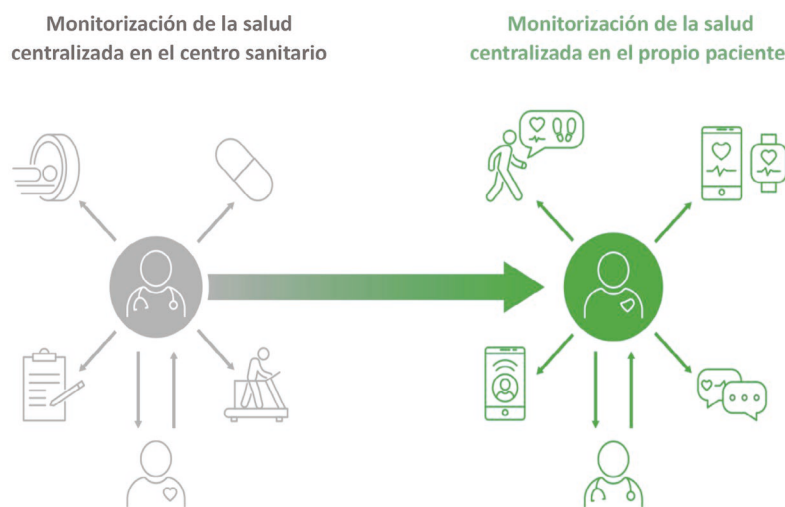 Monitorización de la salud
centralizada en el centro sanitario
Monitorización de la salud
centralizada en el propio paciente